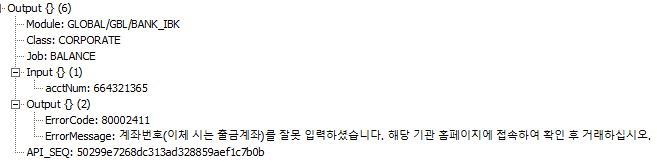 Output {} (6)
Module: GLOBAL/GBL/BANK_IBK
Class: CORPORATE
Job: BALANCE
Input {} (1)
acctNum: 664321365
Output {} (2)
ErrorCode: 80002411
ErrorMessage: 계좌번호(이체 시는 출금계좌)를 잘못 입력하셨습니다. 해당 기관 홈페이지에 접속하여 확인 후 거래하십시오.
API_SEQ: 50299e7268dc313ad328859aef1c7b0b